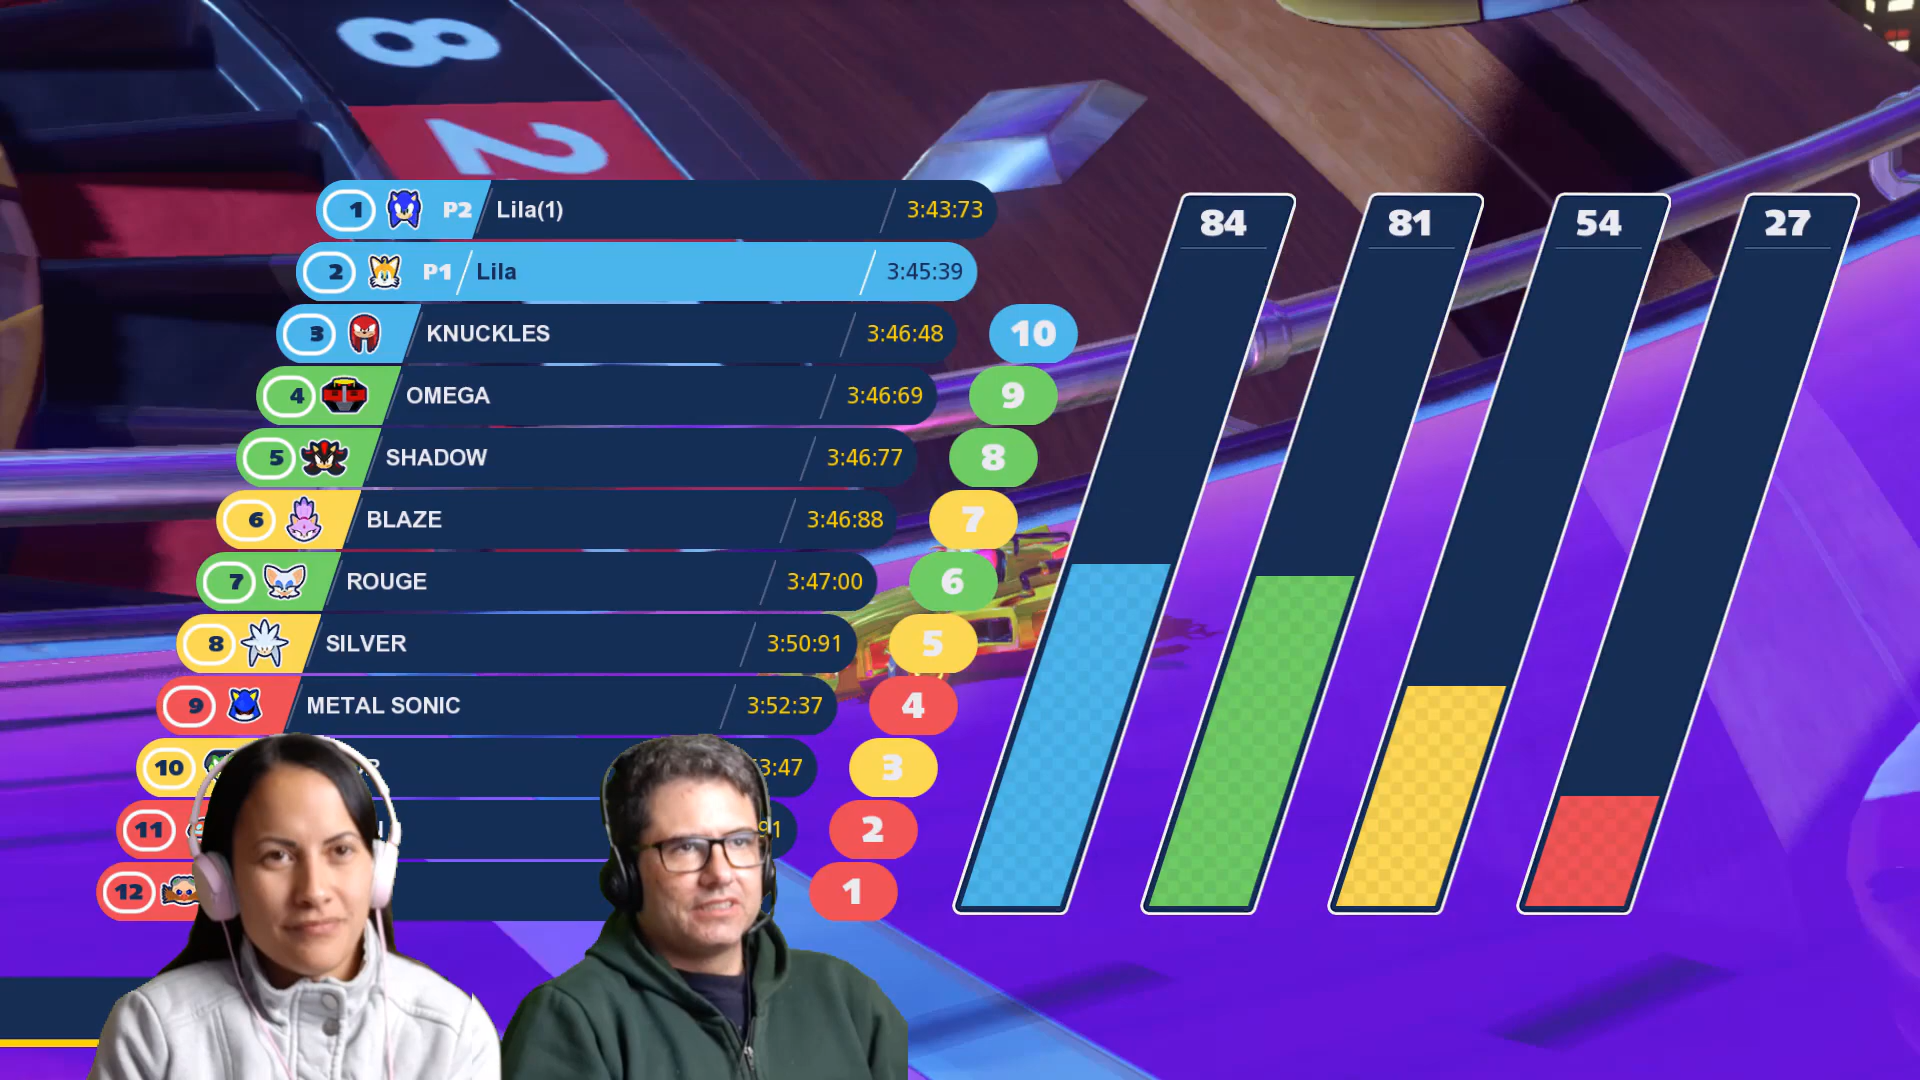 8
2
1 P2 Lila(1) 3:43:73
2 P1 Lila 3:45:39
3 KNUCKLES 3:46:48 10
4 OMEGA 3:46:69 9
5 SHADOW 3:46:77 8
6 BLAZE 3:46:88 7
7 ROUGE 3:47:00 6
8 SILVER 3:50:91 5
9 METAL SONIC 3:52:37 4
10 3:47 3
11 2
12 1
84 81 54 27